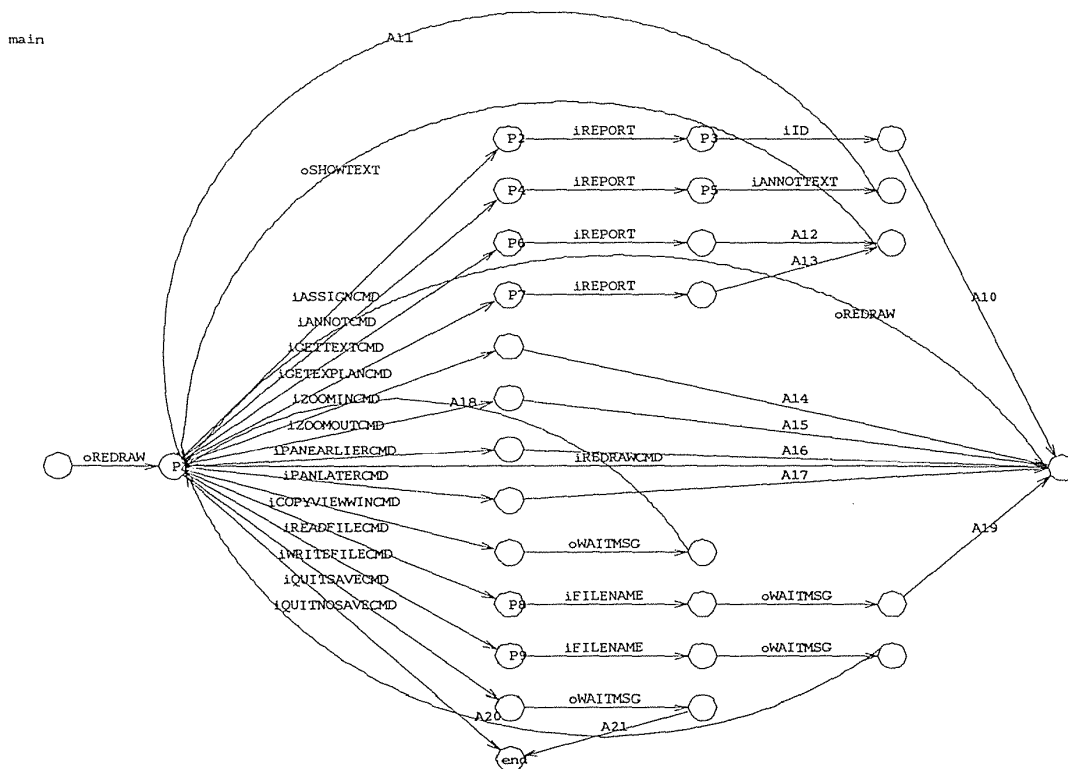 main
A11
P2 iREPORT P3 iID
oSHOWTEXT
P4 iREPORT P5 iANNOTTEXT
P6 iREPORT A12
A13
P7 iREPORT
iASSIGNCMD
oREDRAW
A10
iANNOTCMD
iGETTEXTCMD
iGETEXPLANCMD
iZOOMINCMD
A18
A14
iZOOMOUTCMD
A15
iPANEARLIERCMD
iREDRAWCMD
A16
oREDRAW
iPANLATERCMD
A17
iCOPYVIEWWINCMD
iREADFILECMD
A19
oWAITMSG
iWRITEFILECMD
iQUITSAVECMD
iQUITNOSAVECMD
P8 iFILENAME oWAITMSG
P9 iFILENAME oWAITMSG
oWAITMSG
A20
A21
end